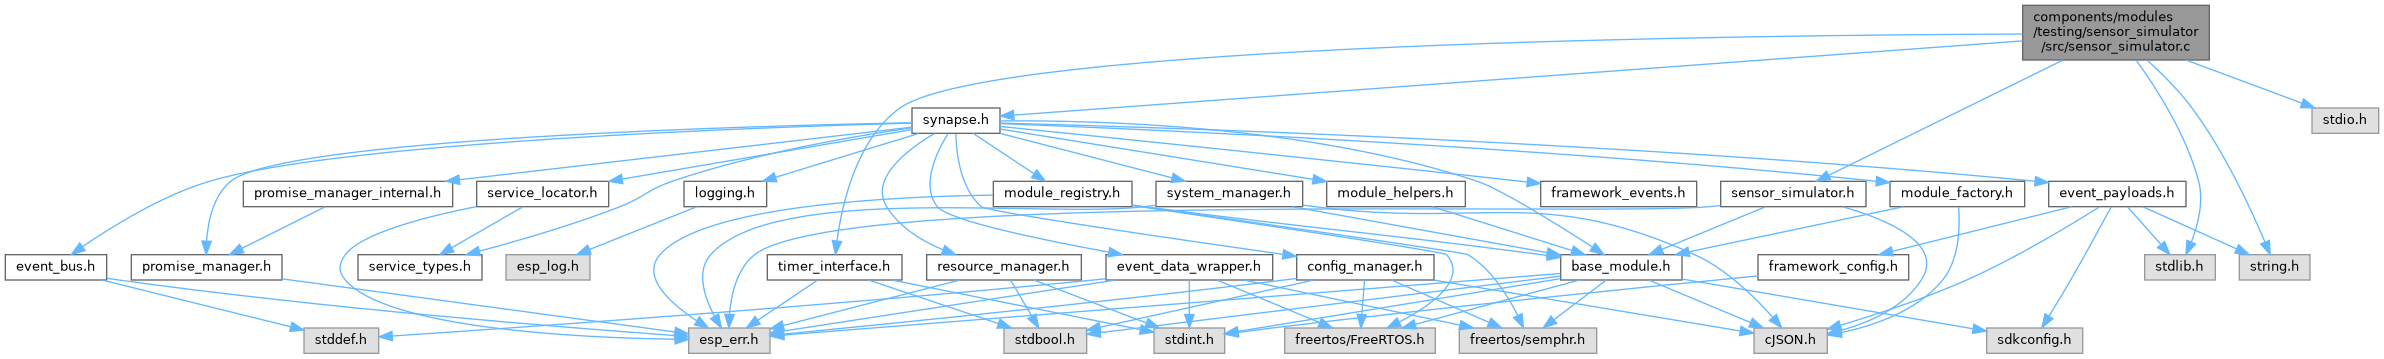 components/modules
/testing/sensor_simulator
/src/sensor_simulator.c
synapse.h
stdio.h
promise_manager_internal.h
service_locator.h
logging.h
module_registry.h
system_manager.h
module_helpers.h
framework_events.h
sensor_simulator.h
module_factory.h
event_payloads.h
event_bus.h
promise_manager.h
service_types.h
esp_log.h
timer_interface.h
resource_manager.h
event_data_wrapper.h
config_manager.h
base_module.h
framework_config.h
stdlib.h
string.h
stddef.h
esp_err.h
stdbool.h
stdint.h
freertos/FreeRTOS.h
freertos/semphr.h
cJSON.h
sdkconfig.h